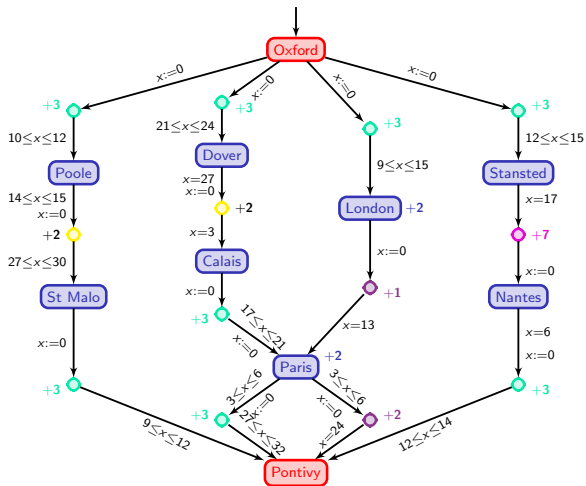 Oxford
x:=0
x:=0
x:=0
x:=0
+3
+3
+3
+3
10≤x≤12
21≤x≤24
9≤x≤15
12≤x≤15
Poole
Dover
Stansted
14≤x≤15
x:=0
x=27
x:=0
London
+2
x=17
+2
+2
+7
27≤x≤30
x=3
x:=0
x:=0
St Malo
Calais
+1
Nantes
x:=0
x:=0
+3
17≤x≤21
x:=0
x=13
x=6
x:=0
Paris
+2
+3
3≤x≤6
x:=0
3≤x≤6
x:=0
+3
+3
+2
9≤x≤12
27≤x≤32
x=24
12≤x≤14
Pontivy